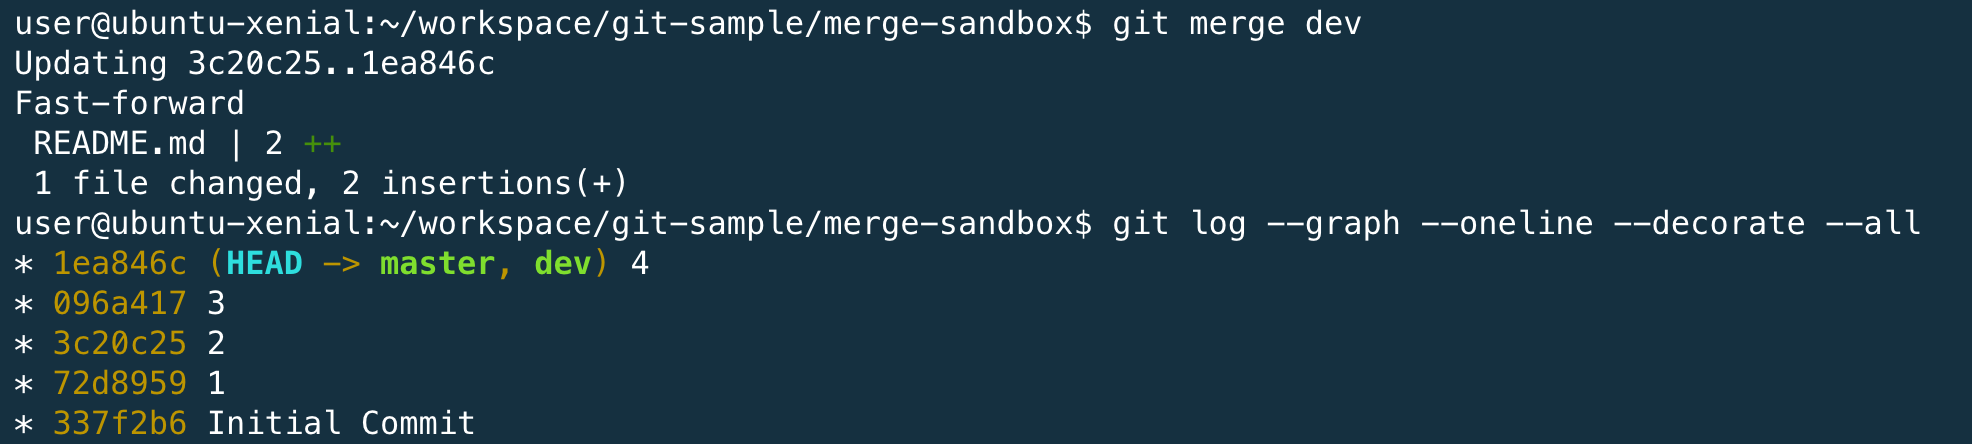 user@ubuntu-xenial:~/workspace/git-sample/merge-sandbox$ git merge dev
Updating 3c20c25..1ea846c
Fast-forward
 README.md | 2 ++
 1 file changed, 2 insertions(+)
user@ubuntu-xenial:~/workspace/git-sample/merge-sandbox$ git log --graph --oneline --decorate --all
* 1ea846c (HEAD -> master, dev) 4
* 096a417 3
* 3c20c25 2
* 72d8959 1
* 337f2b6 Initial Commit